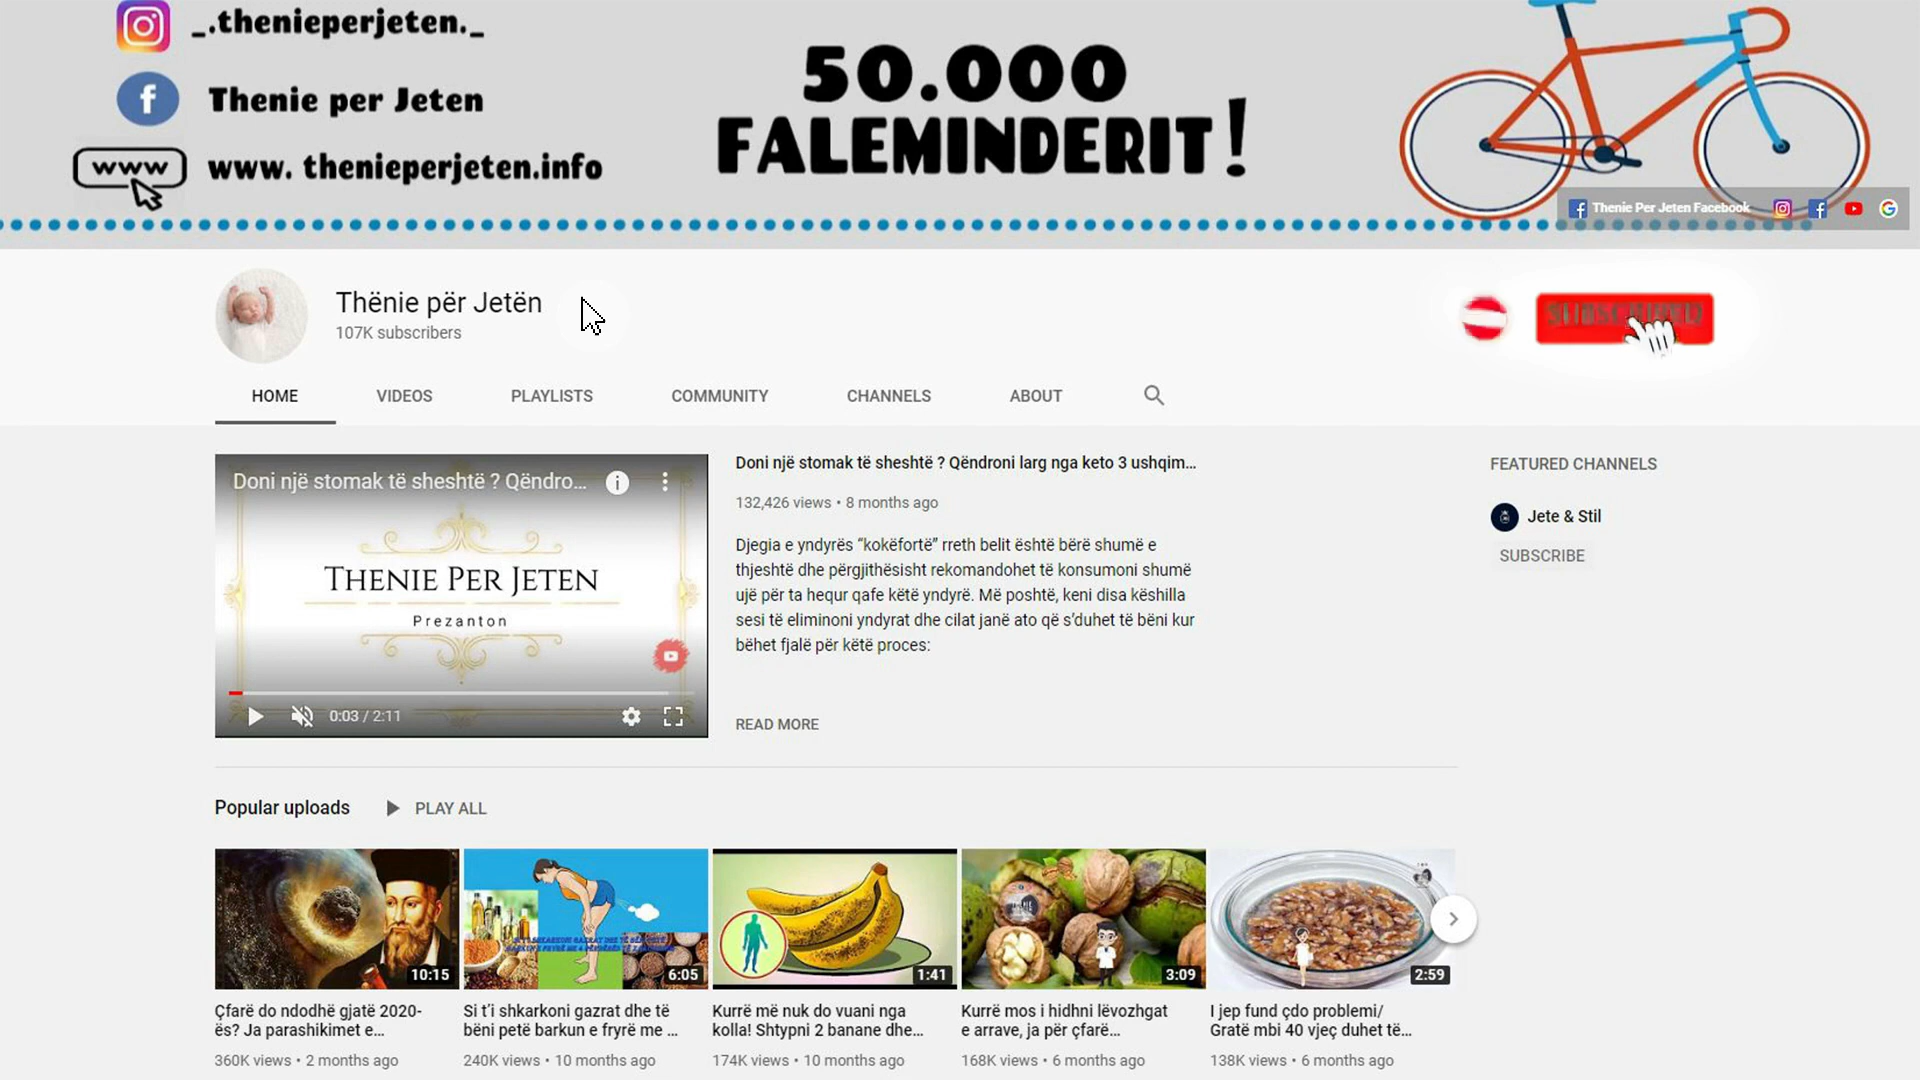 _.thenieperjeten._
Thenie per Jeten
www
www. thenieperjeten.info
50.000
FALEMINDERIT!
Thenie Per Jeten Facebook
Thënie për Jetën
107K subscribers
HOME
VIDEOS
PLAYLISTS
COMMUNITY
CHANNELS
ABOUT
Doni një stomak të sheshtë ? Qëndro...
THENIE PER JETEN
Prezanton
0:03 / 2:11
Doni një stomak të sheshtë ? Qëndroni larg nga keto 3 ushqim...
132,426 views • 8 months ago
Djegia e yndyrës “kokëfortë” rreth belit është bërë shumë e
thjeshtë dhe përgjithësisht rekomandohet të konsumoni shumë
ujë për ta hequr qafe këtë yndyrë. Më poshtë, keni disa këshilla
sesi të eliminoni yndyrat dhe cilat janë ato që s’duhet të bëni kur
bëhet fjalë për këtë proces:
READ MORE
FEATURED CHANNELS
Jete & Stil
SUBSCRIBE
Popular uploads
PLAY ALL
10:15
6:05
1:41
3:09
2:59
Çfarë do ndodhë gjatë 2020-
ës? Ja parashikimet e...
360K views • 2 months ago
Si t’i shkarkoni gazrat dhe të
bëni petë barkun e fryrë me ...
240K views • 10 months ago
Kurrë më nuk do vuani nga
kolla! Shtypni 2 banane dhe...
174K views • 10 months ago
Kurrë mos i hidhni lëvozhgat
e arrave, ja për çfarë...
168K views • 6 months ago
I jep fund çdo problemi/
Gratë mbi 40 vjeç duhet të...
138K views • 6 months ago